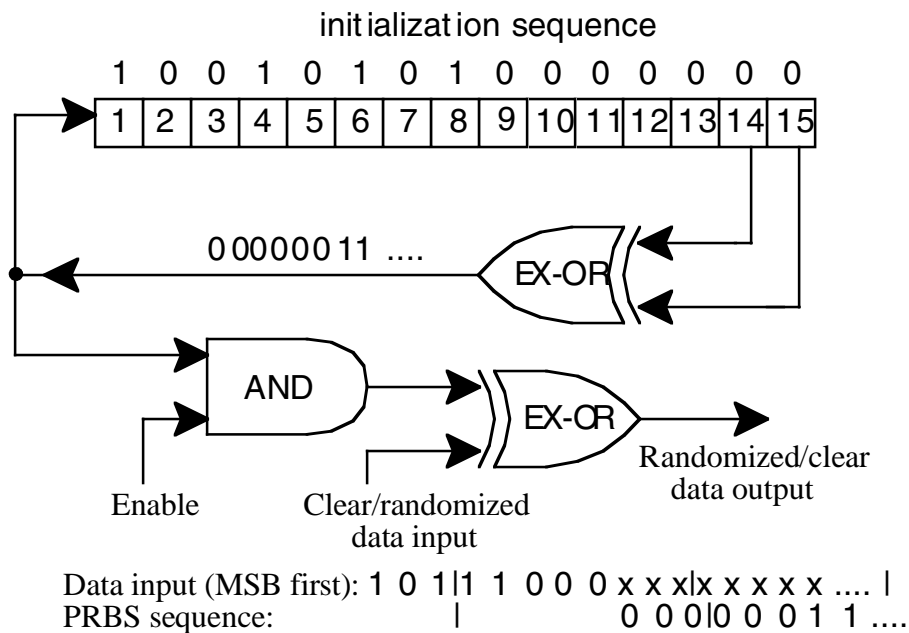 initialization sequence
1 0 0 1 0 1 0 1 0 0 0 0 0 0 0
1 2 3 4 5 6 7 8 9 10 11 12 13 14 15
00000011 ....
EX-OR
AND
EX-OR
Enable
Clear/randomized
data input
Randomized/clear
data output
Data input (MSB first): 1 0 1|1 1 0 0 0 x x x|x x x x x .... |
PRBS sequence: | 0 0 0|0 0 0 1 1 ....